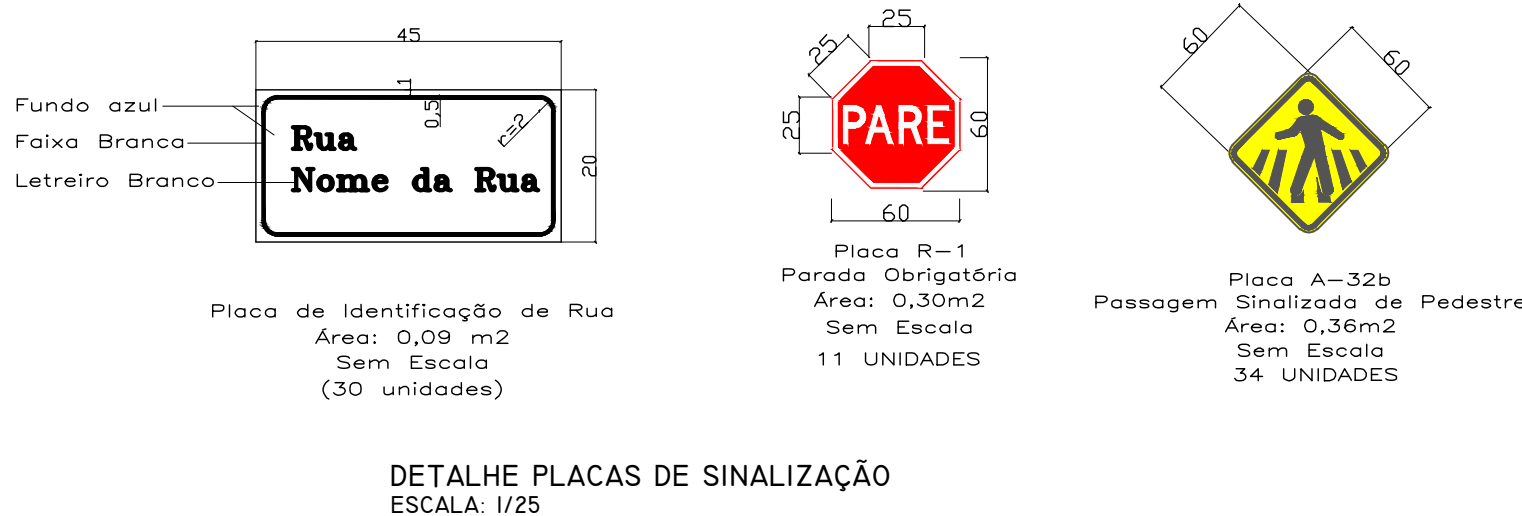 45
1
0,5
r=2
20
Fundo azul
Faixa Branca
Letreiro Branco
Rua
Nome da Rua
Placa de Identificação de Rua
Área: 0,09 m2
Sem Escala
(30 unidades)
25
25
25
60
60
PARE
Placa R-1
Parada Obrigatória
Área: 0,30m2
Sem Escala
11 UNIDADES
60
60
Placa A-32b
Passagem Sinalizada de Pedestre
Área: 0,36m2
Sem Escala
34 UNIDADES
DETALHE PLACAS DE SINALIZAÇÃO
ESCALA: 1/25